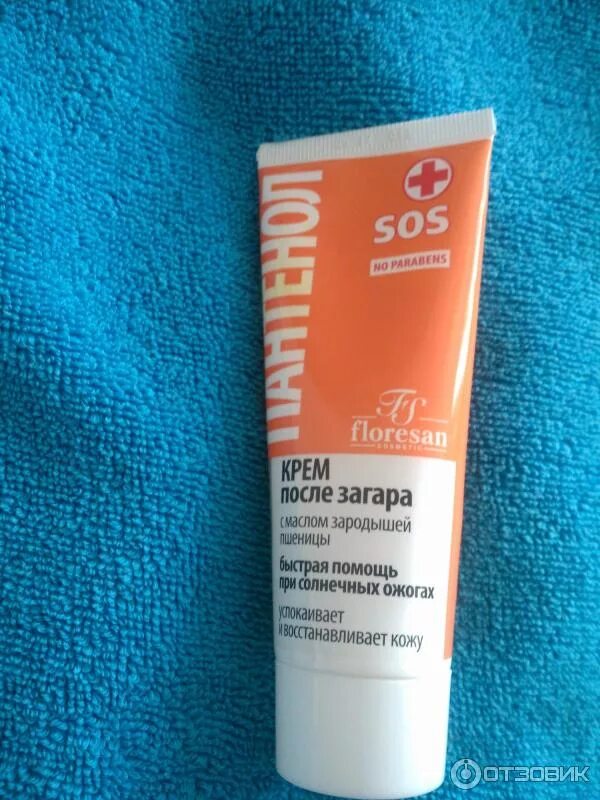 ПАНТЕНОЛ
SOS
NO PARABENS
FS
floresan
COSMETIC
КРЕМ
после загара
с маслом зародышей
пшеницы
быстрая помощь
при солнечных ожогах
успокаивает
и восстанавливает кожу
ОТЗОВИК